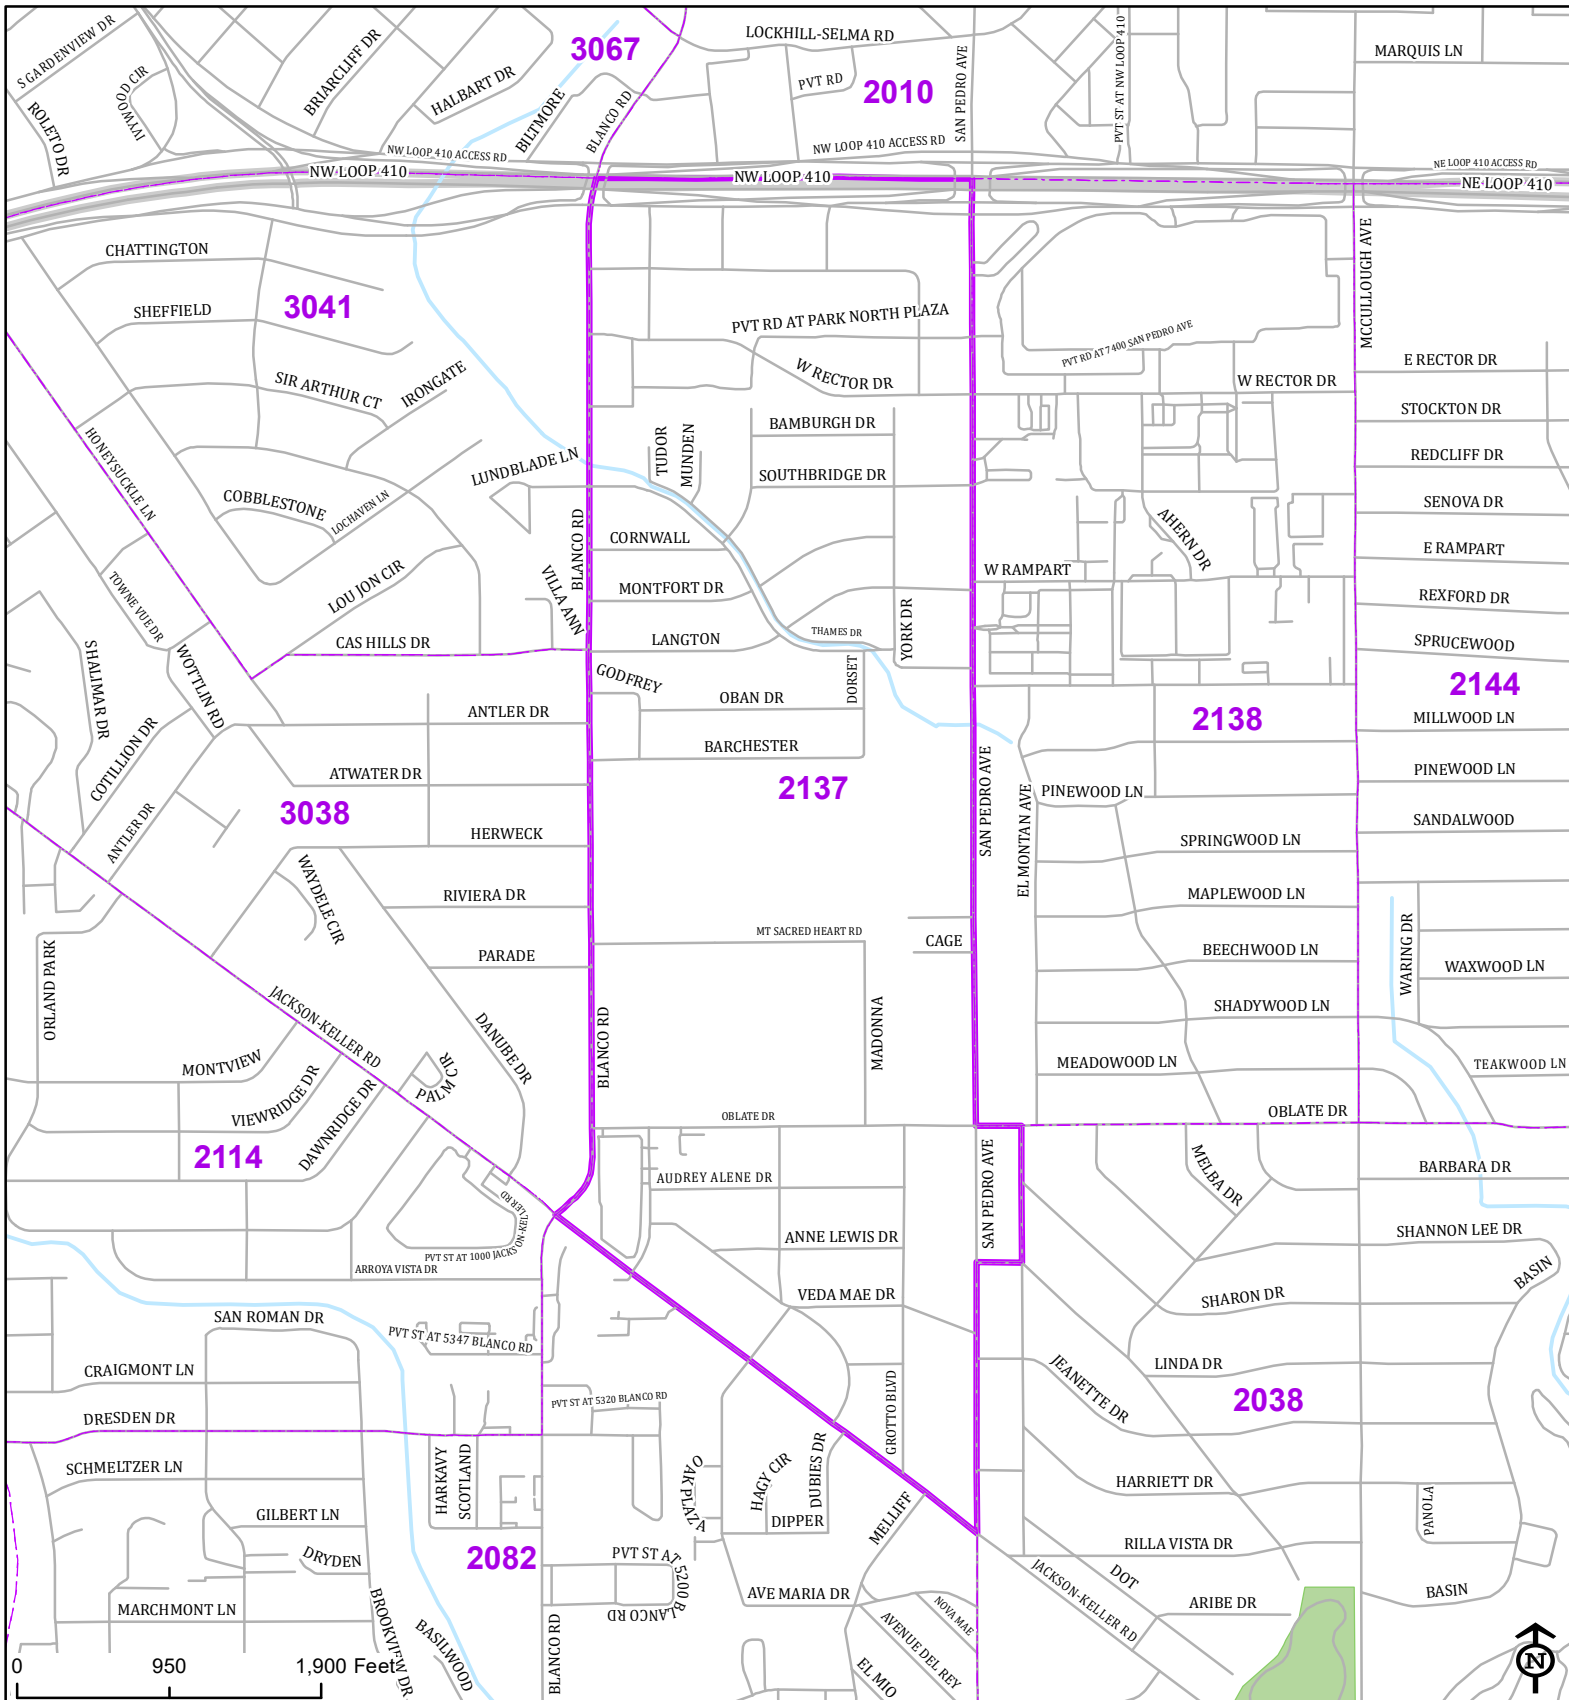 S GARDENVIEW DR
ROLETO DR
IVYWOOD CIR
BRIARCLIFF DR
HALBART DR
BILTMORE
3067
BLANCO RD
LOCKHILL-SELMA RD
PVT RD
2010
SAN PEDRO AVE
PVT ST AT NW LOOP 410
MARQUIS LN
NW LOOP 410 ACCESS RD
NW LOOP 410
NW LOOP 410 ACCESS RD
NW LOOP 410
NE LOOP 410 ACCESS RD
NE LOOP 410
CHATTINGTON
3041
SHEFFIELD
SIR ARTHUR CT
IRONGATE
HONEYSUCKLE LN
COBBLESTONE
LOCHAVEN LN
LUNDBLADE LN
LOU JON CIR
VILLA ANN
BLANCO RD
CAS HILLS DR
TOWNE VUE DR
PVT RD AT PARK NORTH PLAZA
W RECTOR DR
TUDOR
MUNDEN
BAMBURGH DR
SOUTHBRIDGE DR
CORNWALL
MONTFORT DR
LANGTON
THAMES DR
YORK DR
DORSET
GODFREY
OBAN DR
BARCHESTER
2137
PVT RD AT 7400 SAN PEDRO AVE
W RECTOR DR
MCCULLOUGH AVE
AHERN DR
W RAMPART
E RECTOR DR
STOCKTON DR
REDCLIFF DR
SENOVA DR
E RAMPART
REXFORD DR
SPRUCEWOOD
2144
2138
MILLWOOD LN
PINEWOOD LN
SANDALWOOD
SHALIMAR DR
WOTTLIN RD
COTILLION DR
ANTLER DR
ANTLER DR
ATWATER DR
3038
HERWECK
WAYDELE CIR
RIVIERA DR
PARADE
SAN PEDRO AVE
EL MONTAN AVE
PINEWOOD LN
SPRINGWOOD LN
MAPLEWOOD LN
BEECHWOOD LN
SHADYWOOD LN
MEADOWOOD LN
WARING DR
WAXWOOD LN
TEAKWOOD LN
OBLATE DR
MT SACRED HEART RD
CAGE
MADONNA
BLANCO RD
OBLATE DR
ORLAND PARK
JACKSON-KELLER RD
DANUBE DR
MONTVIEW
VIEWRIDGE DR
DAWNRIDGE DR
PALM CIR
2114
PVT ST AT 1000 JACKSON-KELLER RD
ARROYA VISTA DR
AUDREY ALENE DR
ANNE LEWIS DR
VEDA MAE DR
SAN PEDRO AVE
MELBA DR
BARBARA DR
SHANNON LEE DR
BASIN
SHARON DR
LINDA DR
JEANETTE DR
2038
HARRIETT DR
PANOLA
RILLA VISTA DR
SAN ROMAN DR
PVT ST AT 5347 BLANCO RD
CRAIGMONT LN
DRESDEN DR
PVT ST AT 5320 BLANCO RD
GROTTO BLVD
SCHMELTZER LN
HARKAVY
SCOTLAND
OAK PLAZA
HAGY CIR
DUBIES DR
DIPPER
MELLIFF
GILBERT LN
DRYDEN
2082
PVT ST AT 5200 BLANCO RD
AVE MARIA DR
JACKSON-KELLER RD
DOT
ARIBE DR
BASIN
MARCHMONT LN
BROOKVIEW DR
BASILWOOD
BLANCO RD
EL MIO
AVENUE DEL REY
NOVA MAE
0 950 1,900 Feet
N